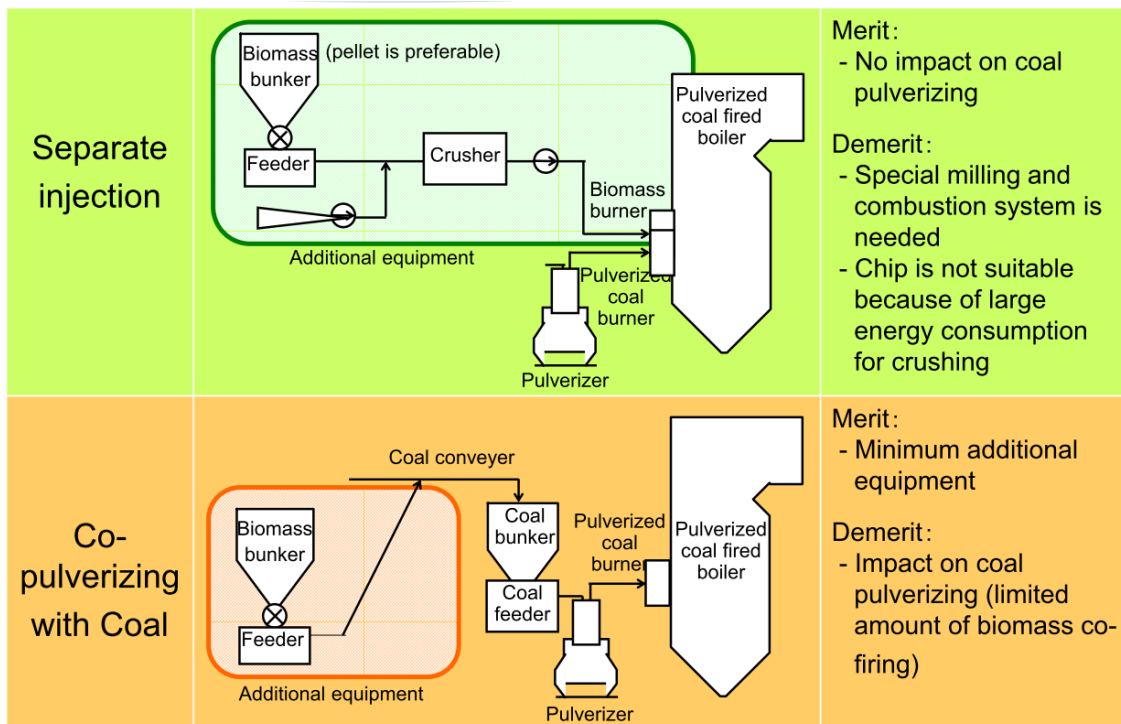 Separate
injection
Biomass
bunker
(pellet is preferable)
Feeder
Crusher
Additional equipment
Biomass
burner
Pulverized
coal
burner
Pulverizer
Pulverized
coal fired
boiler
Merit:
- No impact on coal
pulverizing
Demerit:
- Special milling and
combustion system is
needed
- Chip is not suitable
because of large
energy consumption
for crushing
Co-
pulverizing
with Coal
Biomass
bunker
Feeder
Additional equipment
Coal conveyer
Coal
bunker
Coal
feeder
Pulverized
coal
burner
Pulverizer
Pulverized
coal fired
boiler
Merit:
- Minimum additional
equipment
Demerit:
- Impact on coal
pulverizing (limited
amount of biomass co-
firing)